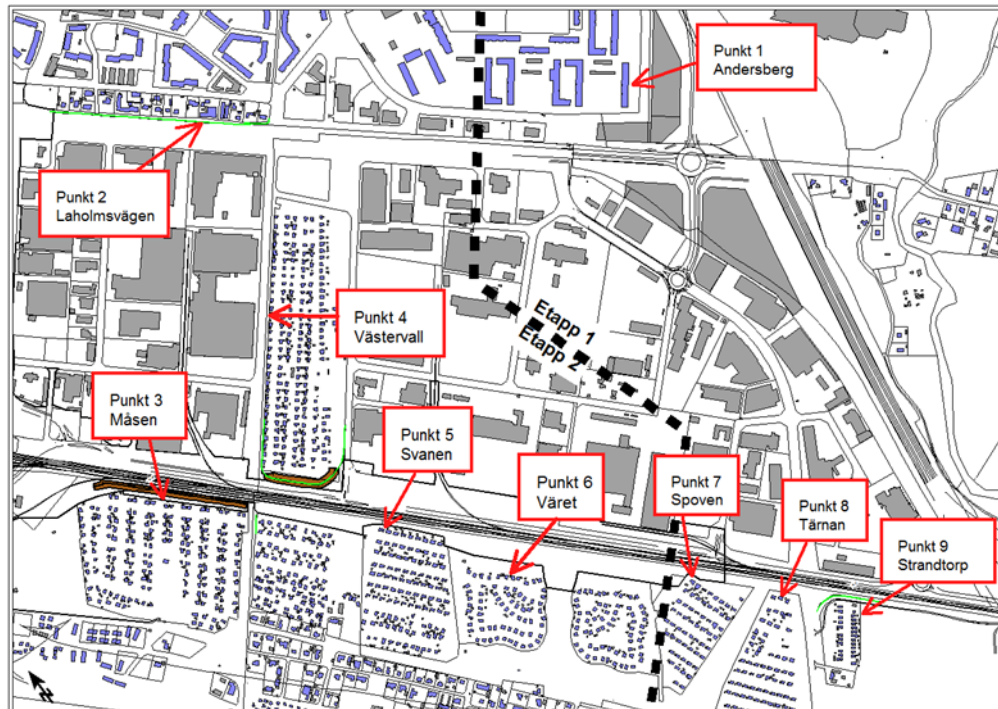 Punkt 1
Andersberg
Punkt 2
Laholmsvägen
Punkt 4
Västervall
Etapp 1
Etapp 2
Punkt 3
Måsen
Punkt 5
Svanen
Punkt 6
Väret
Punkt 7
Spoven
Punkt 8
Tärnan
Punkt 9
Strandtorp
N